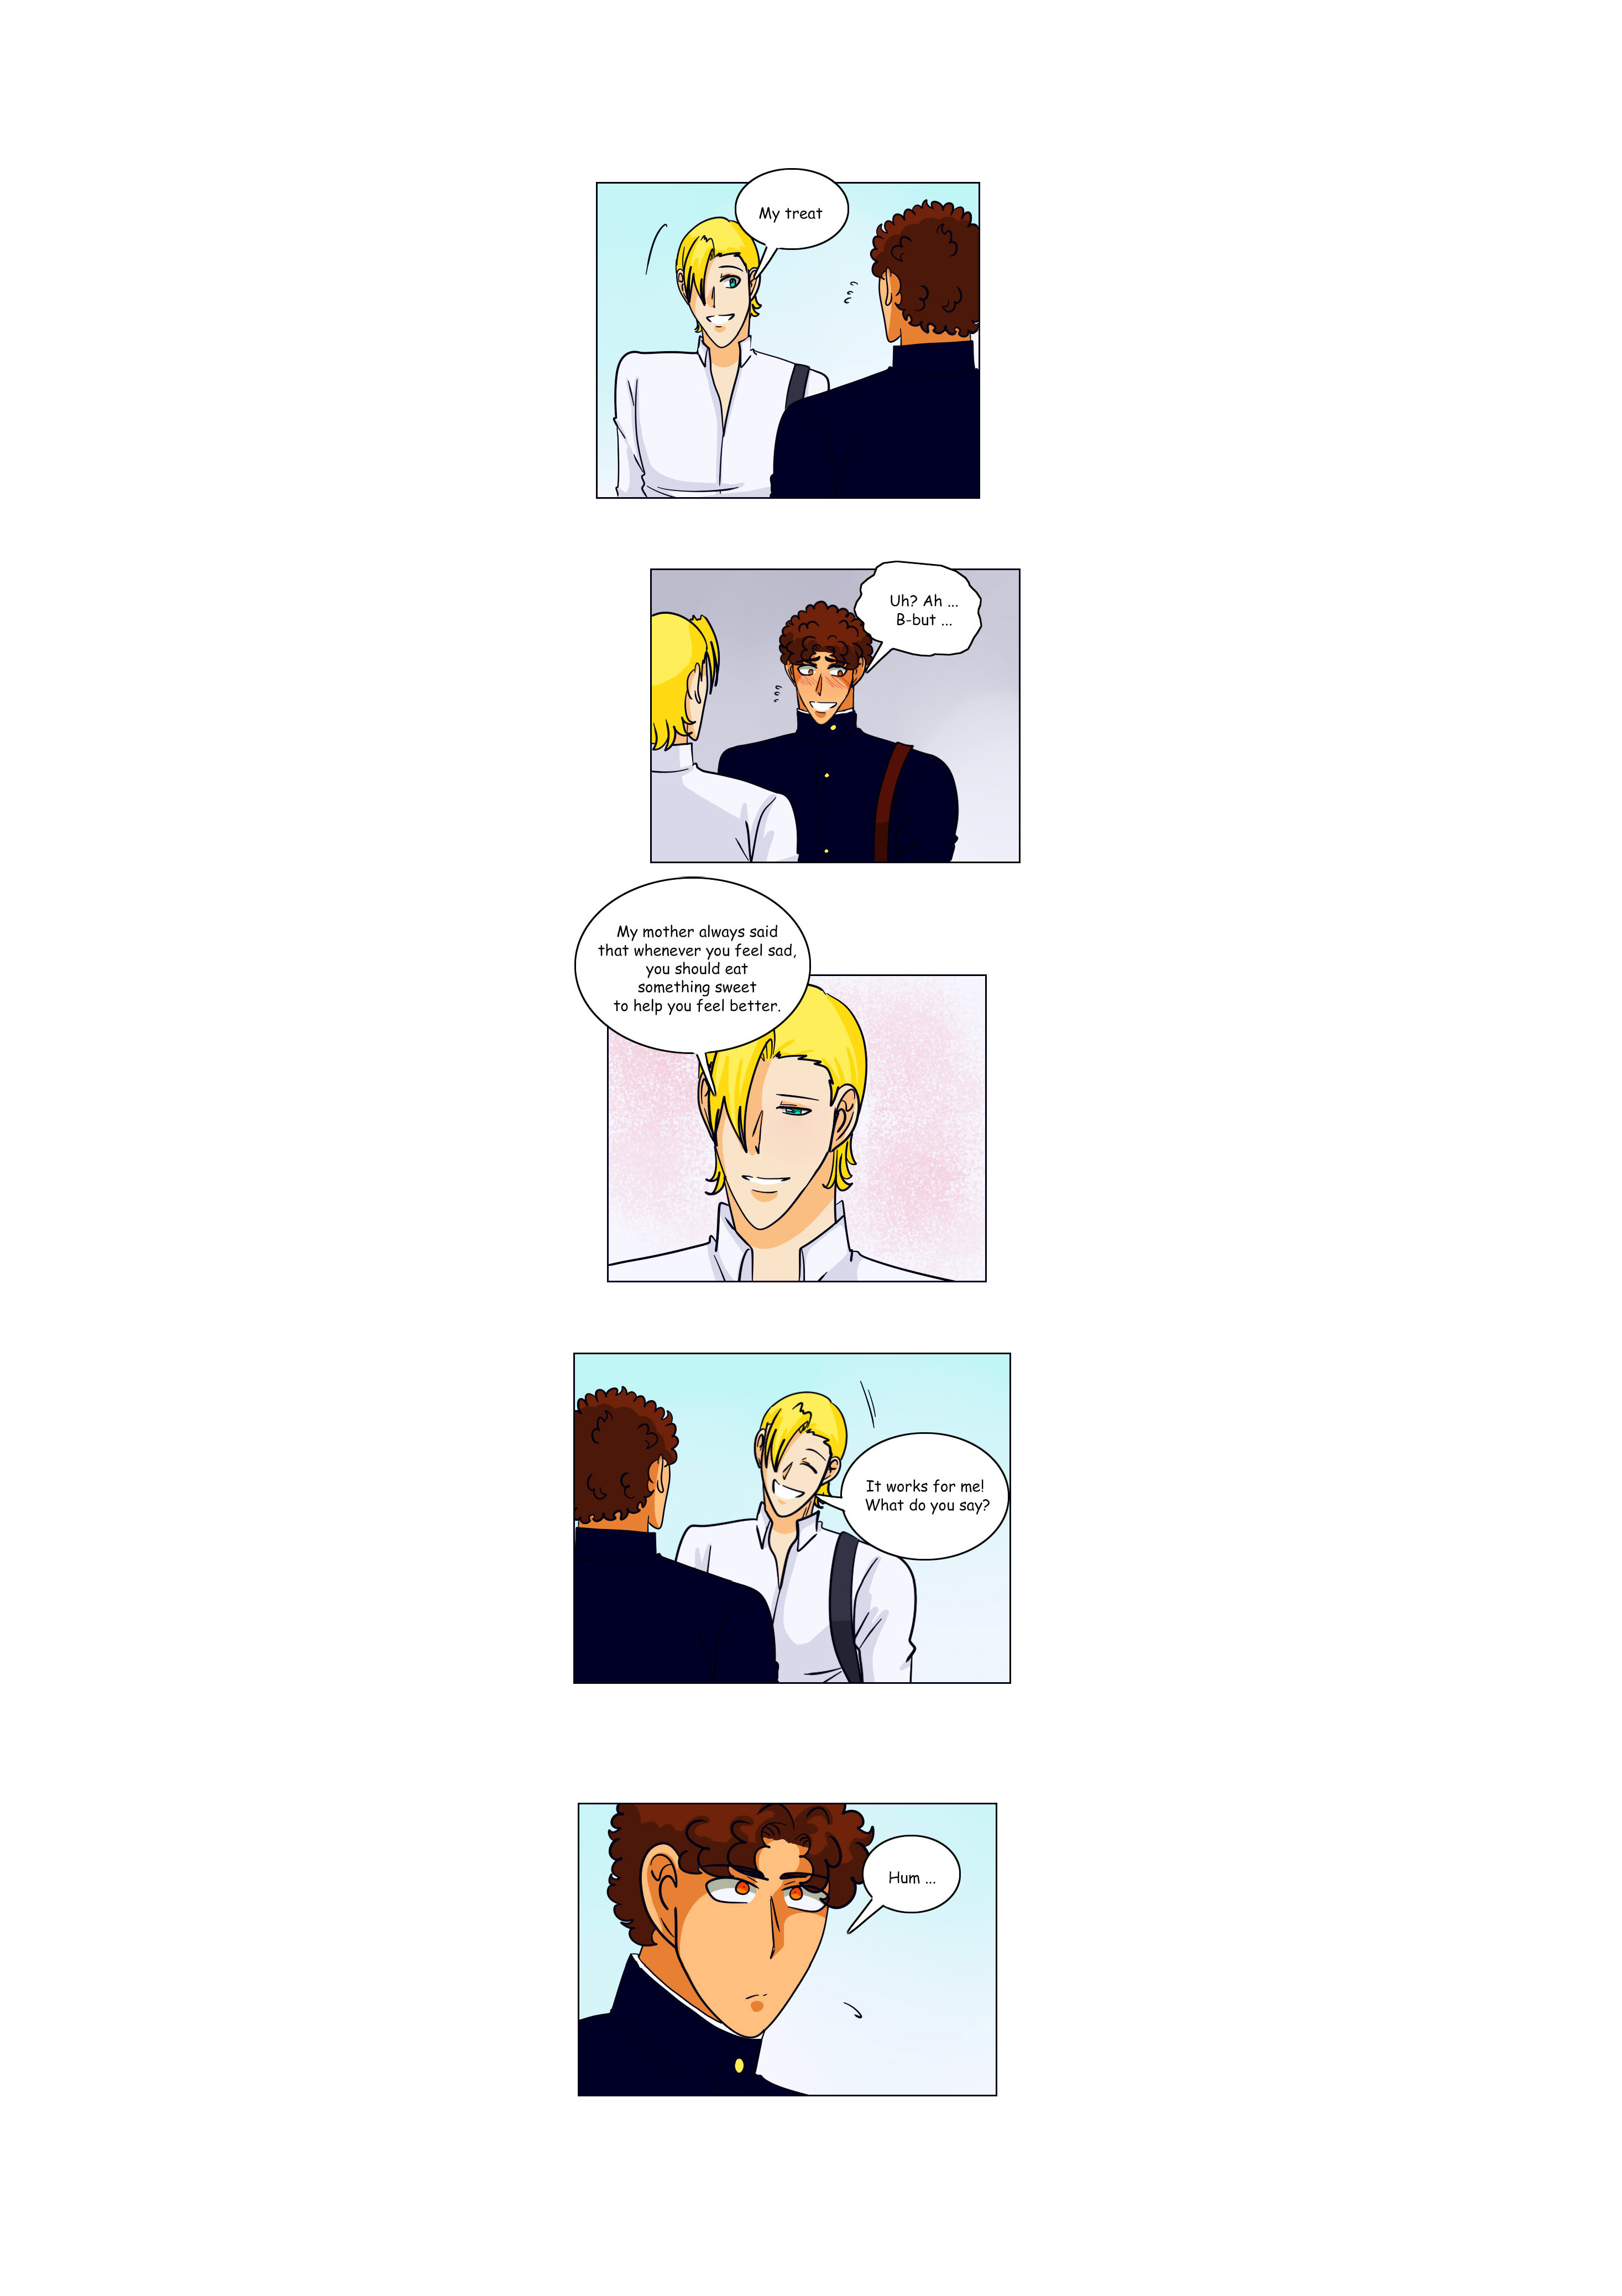 My treat
Uh? Ah ...
B-but ...
My mother always said
that whenever you feel sad,
you should eat
something sweet
to help you feel better.
It works for me!
What do you say?
Hum ...